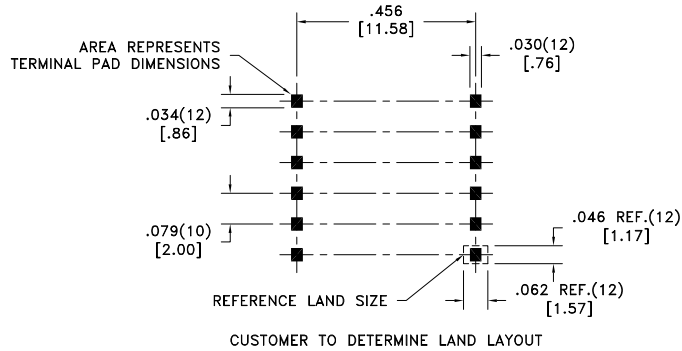 .456
[11.58]
AREA REPRESENTS
TERMINAL PAD DIMENSIONS
.030(12)
[.76]
.034(12)
[.86]
.079(10)
[2.00]
.046 REF.(12)
[1.17]
REFERENCE LAND SIZE
.062 REF.(12)
[1.57]
CUSTOMER TO DETERMINE LAND LAYOUT